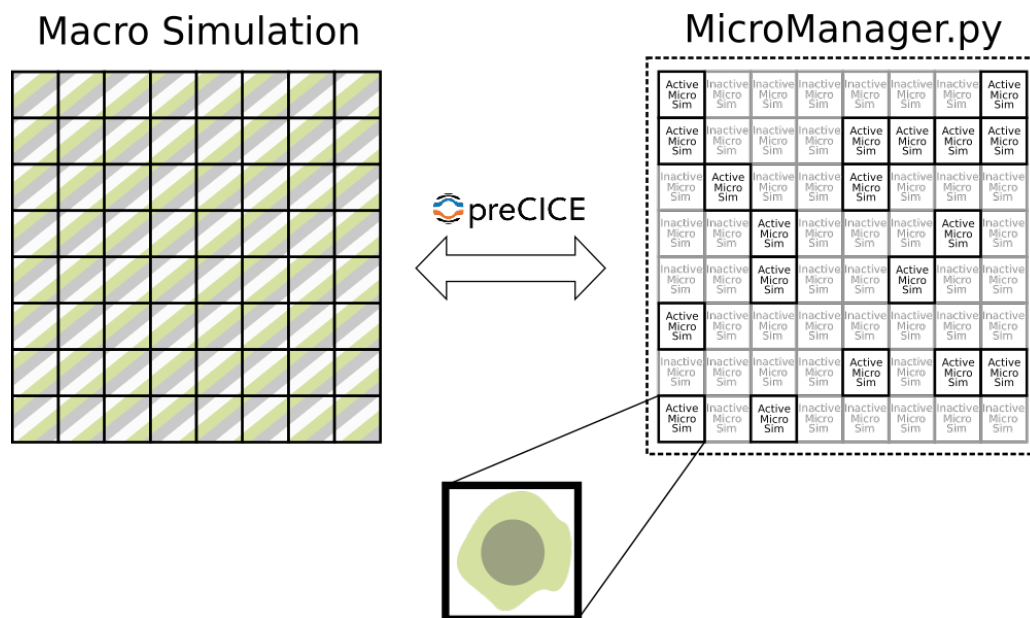 Macro Simulation
MicroManager.py
preCICE
Active Inactive Inactive Inactive Inactive Inactive Inactive Active
Micro Micro Micro Micro Micro Micro Micro Micro
Sim Sim Sim Sim Sim Sim Sim Sim
Active Inactive Inactive Inactive Active Active Active Active
Micro Micro Micro Micro Micro Micro Micro Micro
Sim Sim Sim Sim Sim Sim Sim Sim
Inactive Active Inactive Inactive Active Inactive Inactive Inactive
Micro Micro Micro Micro Micro Micro Micro Micro
Sim Sim Sim Sim Sim Sim Sim Sim
Inactive Inactive Active Inactive Inactive Inactive Active Inactive
Micro Micro Micro Micro Micro Micro Micro Micro
Sim Sim Sim Sim Sim Sim Sim Sim
Inactive Inactive Active Inactive Inactive Active Inactive Inactive
Micro Micro Micro Micro Micro Micro Micro Micro
Sim Sim Sim Sim Sim Sim Sim Sim
Active Inactive Inactive Inactive Inactive Inactive Inactive Inactive
Micro Micro Micro Micro Micro Micro Micro Micro
Sim Sim Sim Sim Sim Sim Sim Sim
Inactive Inactive Inactive Inactive Active Inactive Active Active
Micro Micro Micro Micro Micro Micro Micro Micro
Sim Sim Sim Sim Sim Sim Sim Sim
Active Inactive Active Inactive Inactive Inactive Inactive Inactive
Micro Micro Micro Micro Micro Micro Micro Micro
Sim Sim Sim Sim Sim Sim Sim Sim